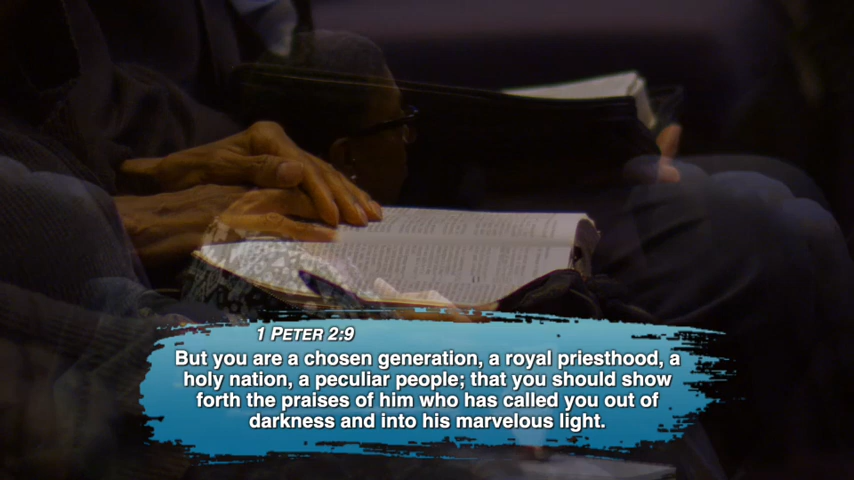 1 PETER 2:9
But you are a chosen generation, a royal priesthood, a
holy nation, a peculiar people; that you should show
forth the praises of him who has called you out of
darkness and into his marvelous light.